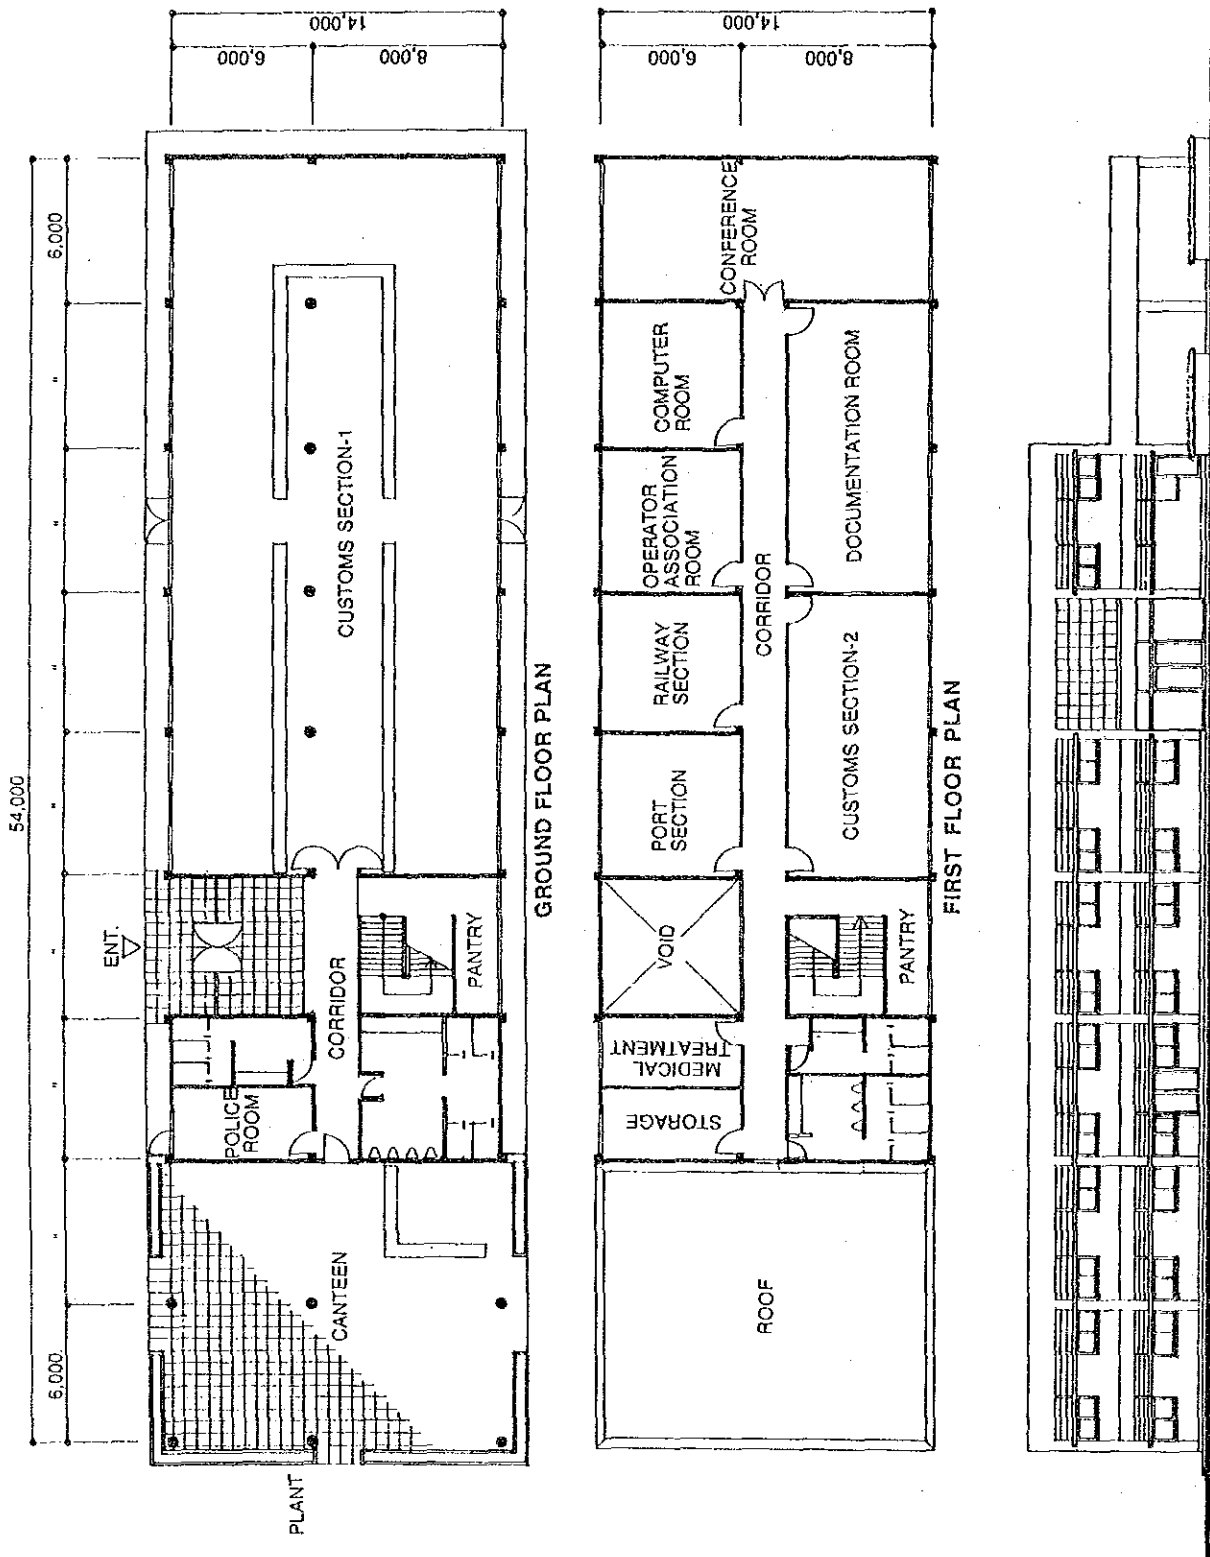 54,000
6,000
"
"
"
"
"
"
6,000
14,000
6,000
8,000
PLANT
CANTEEN
POLICE
ROOM
CORRIDOR
ENT.
PANTRY
CUSTOMS SECTION-1
GROUND FLOOR PLAN
14,000
6,000
8,000
ROOF
STORAGE
MEDICAL
TREATMENT
VOID
PANTRY
PORT
SECTION
RAILWAY
SECTION
OPERATOR
ASSOCIATION
ROOM
COMPUTER
ROOM
CONFERENCE
ROOM
CORRIDOR
CUSTOMS SECTION-2
DOCUMENTATION ROOM
FIRST FLOOR PLAN